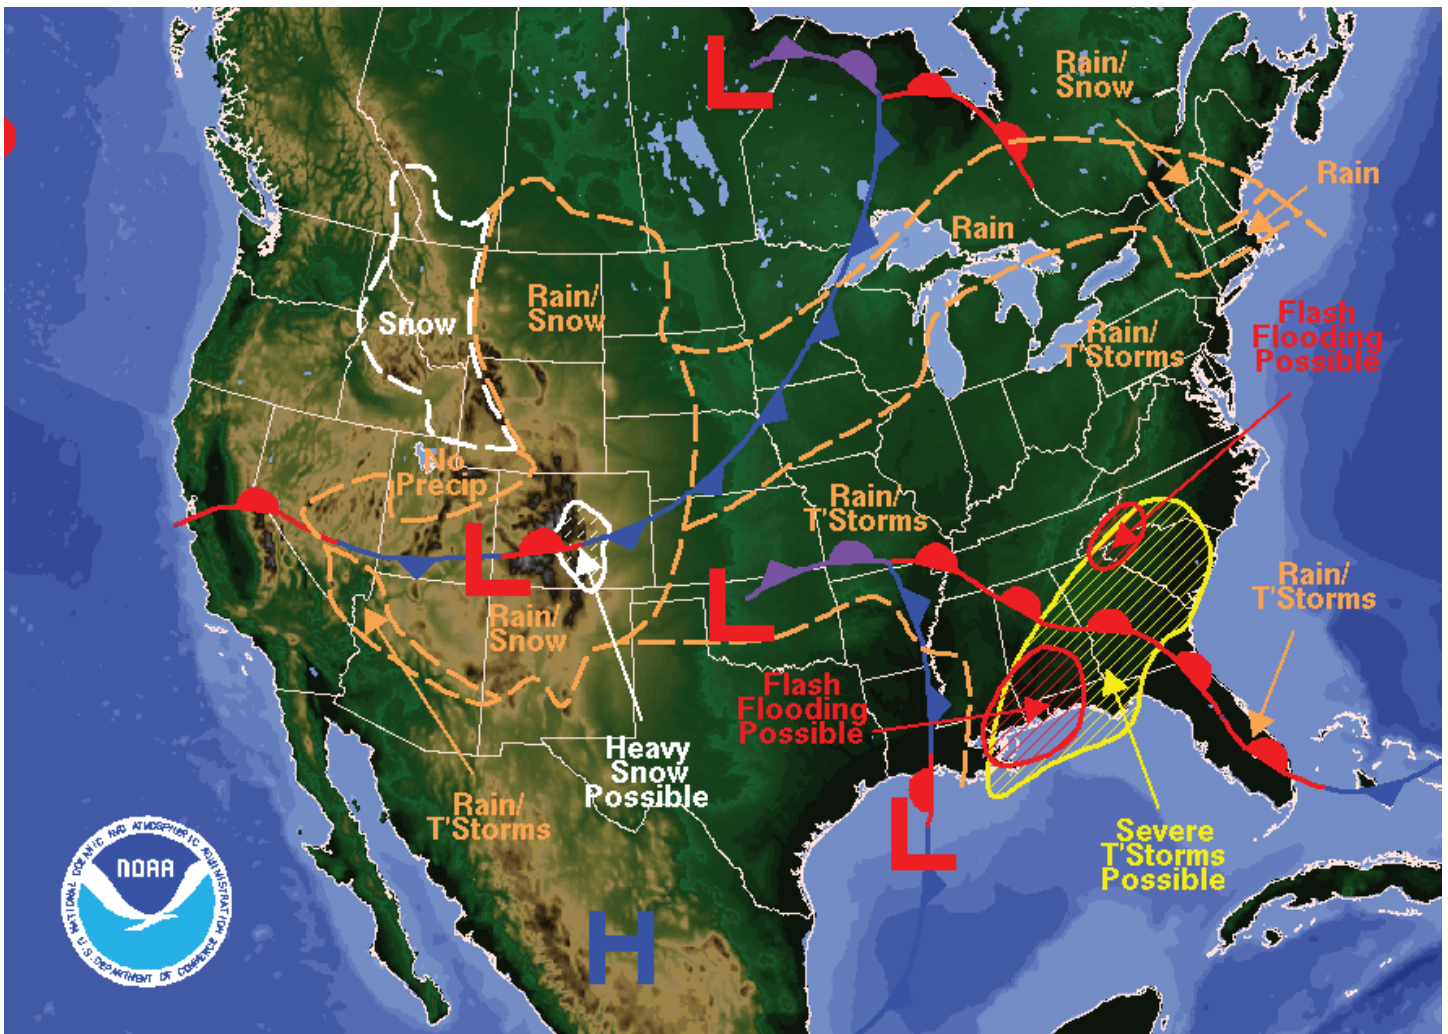 L
Rain/
Snow
Rain
Rain
Rain/
Snow
Snow
Flash
Flooding
Possible
Rain/
T'Storms
No
Precip
Rain/
T'Storms
L
L
Rain/
Snow
Rain/
T'Storms
Flash
Flooding
Possible
Heavy
Snow
Possible
Rain/
T'Storms
L
Severe
T'Storms
Possible
H
NATIONAL OCEANIC AND ATMOSPHERIC ADMINISTRATION
NOAA
U.S. DEPARTMENT OF COMMERCE